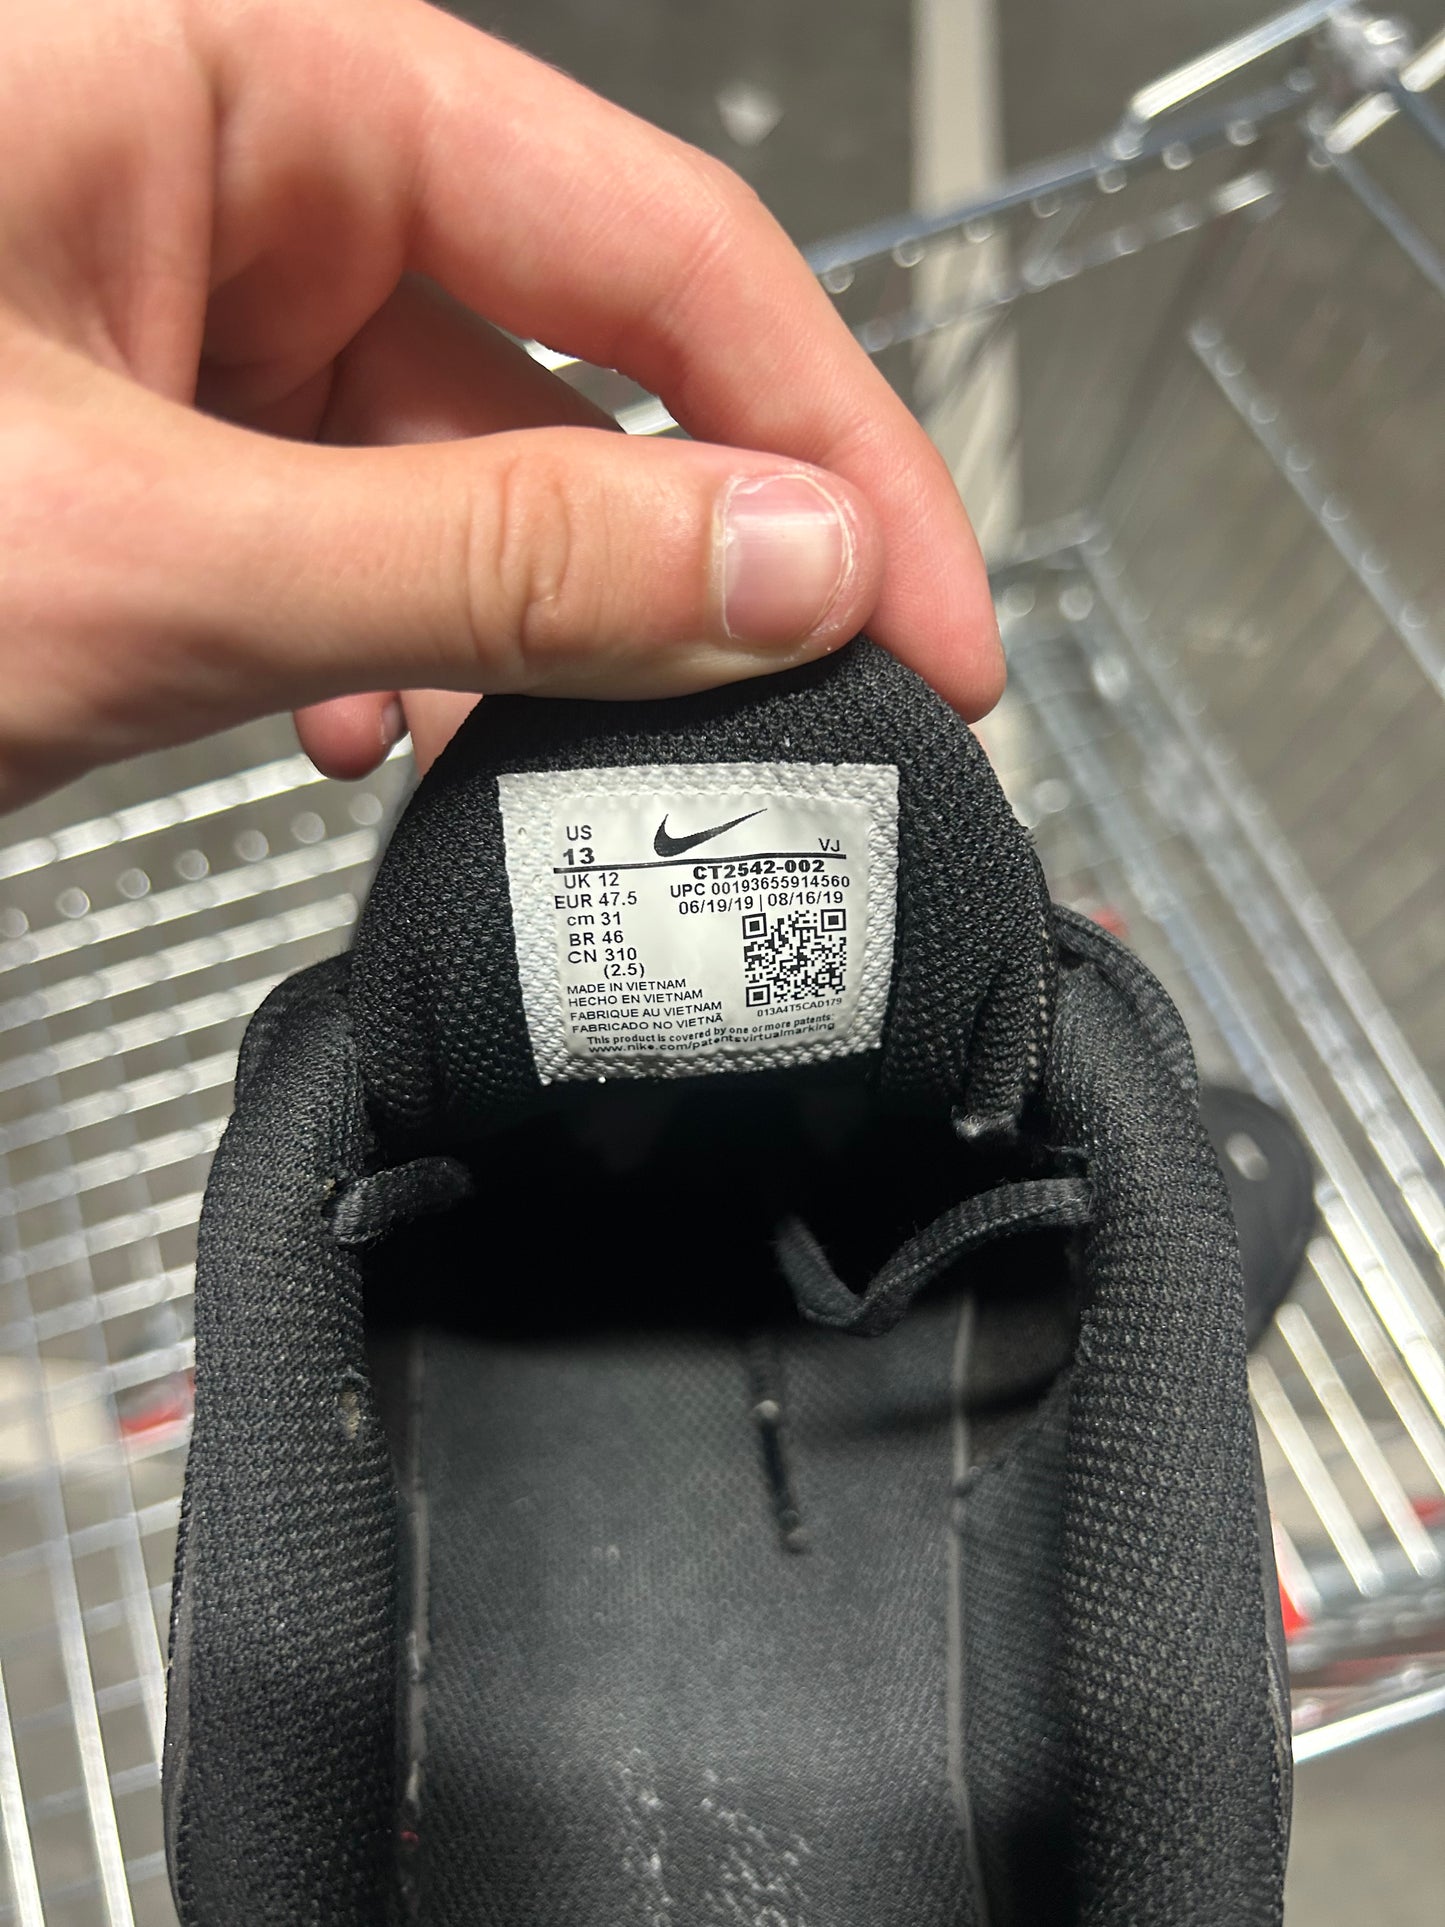 US
13
VJ
UK 12
EUR 47.5
cm 31
BR 46
CN 310
(2.5)
CT2542-002
UPC 00193655914560
06/19/19 | 08/16/19
013A4T5CAD179
MADE IN VIETNAM
HECHO EN VIETNAM
FABRIQUE AU VIETNAM
FABRICADO NO VIETNÃ
This product is covered by one or more patents:
www.nike.com/patentsvirtualmarking